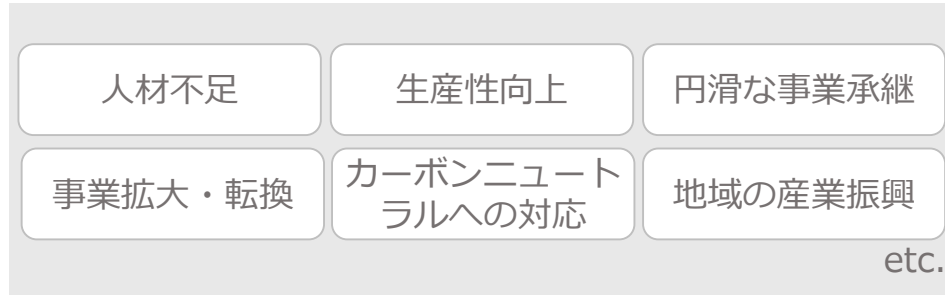 人材不足
生産性向上
円滑な事業承継
事業拡大・転換
カーボンニュート
ラルへの対応
地域の産業振興
etc.